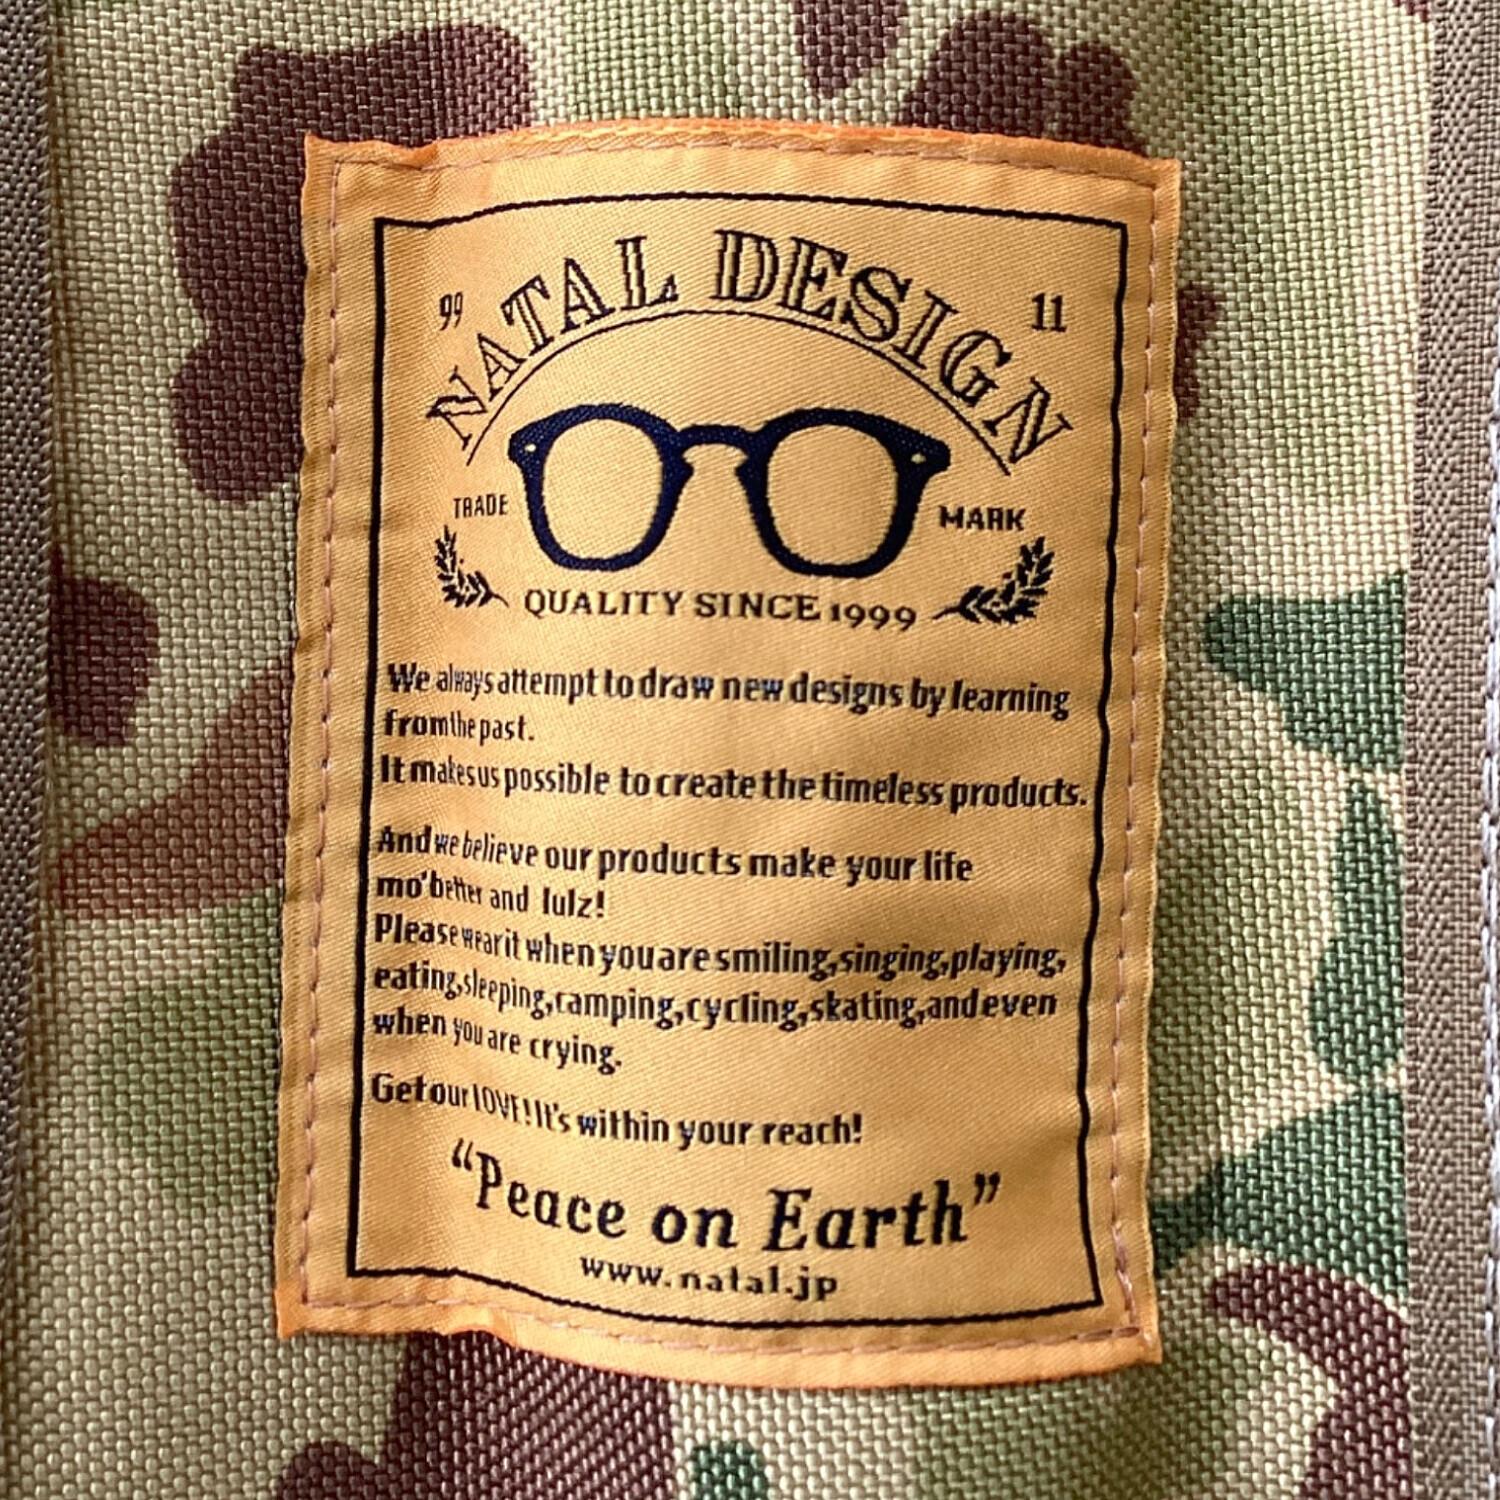 NATAL DESIGN
99 11
TRADE MARK
QUALITY SINCE 1999
We always attempt to draw new designs by learning
from the past.
It makes us possible to create the timeless products.
And we believe our products make your life
mo' better and lulz!
Please wear it when you are smiling,singing,playing,
eating,sleeping,camping,cycling,skating,and even
when you are crying.
Get our lOVE! It's within your reach!
"Peace on Earth"
www.natal.jp